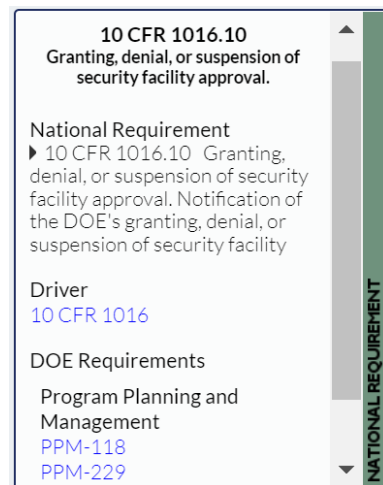 10 CFR 1016.10
Granting, denial, or suspension of
security facility approval.
National Requirement
10 CFR 1016.10 Granting,
denial, or suspension of security
facility approval. Notification of
the DOE's granting, denial, or
suspension of security facility
Driver
10 CFR 1016
DOE Requirements
Program Planning and
Management
PPM-118
PPM-229
NATIONAL REQUIREMENT